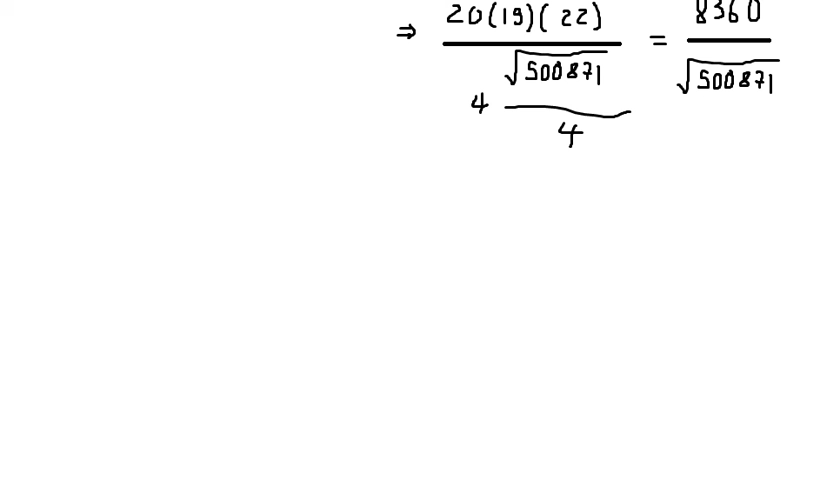 ⇒ 20(19)(22) / (4 √500871 / 4) = 8360 / √500871